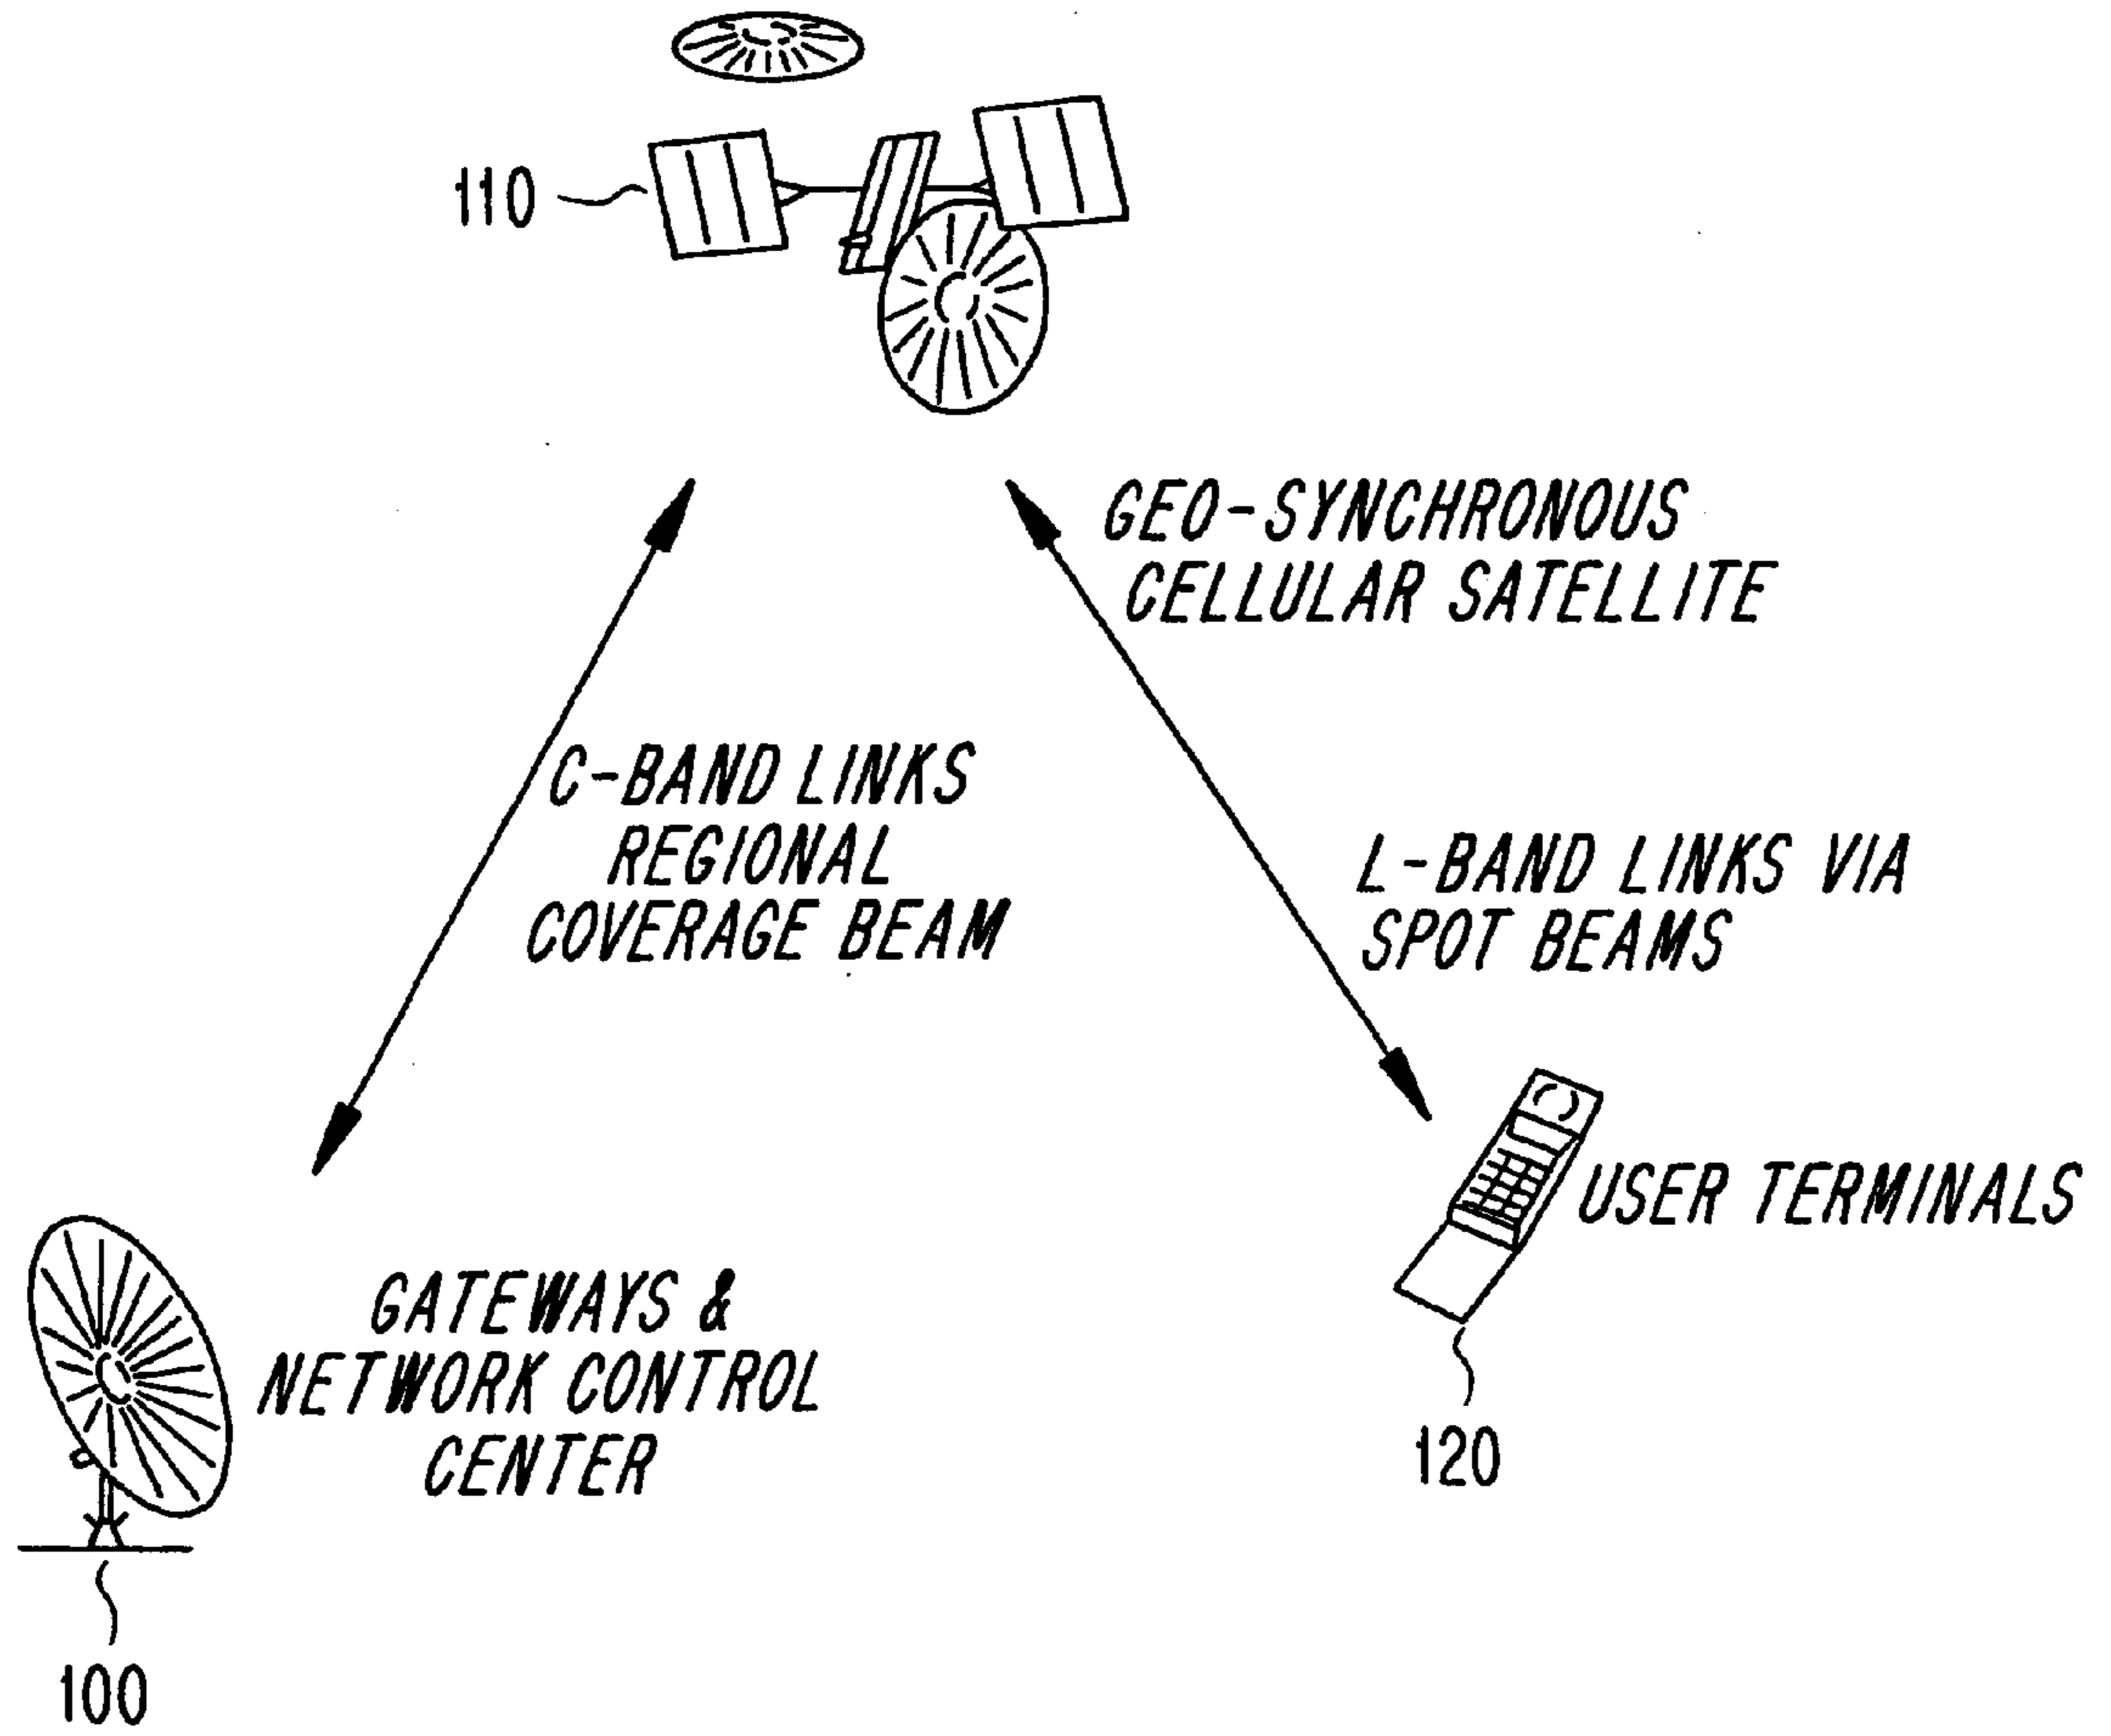 110
GEO-SYNCHRONOUS
CELLULAR SATELLITE
C-BAND LINKS
REGIONAL
COVERAGE BEAM
L-BAND LINKS VIA
SPOT BEAMS
USER TERMINALS
GATEWAYS &
NETWORK CONTROL
CENTER
120
100